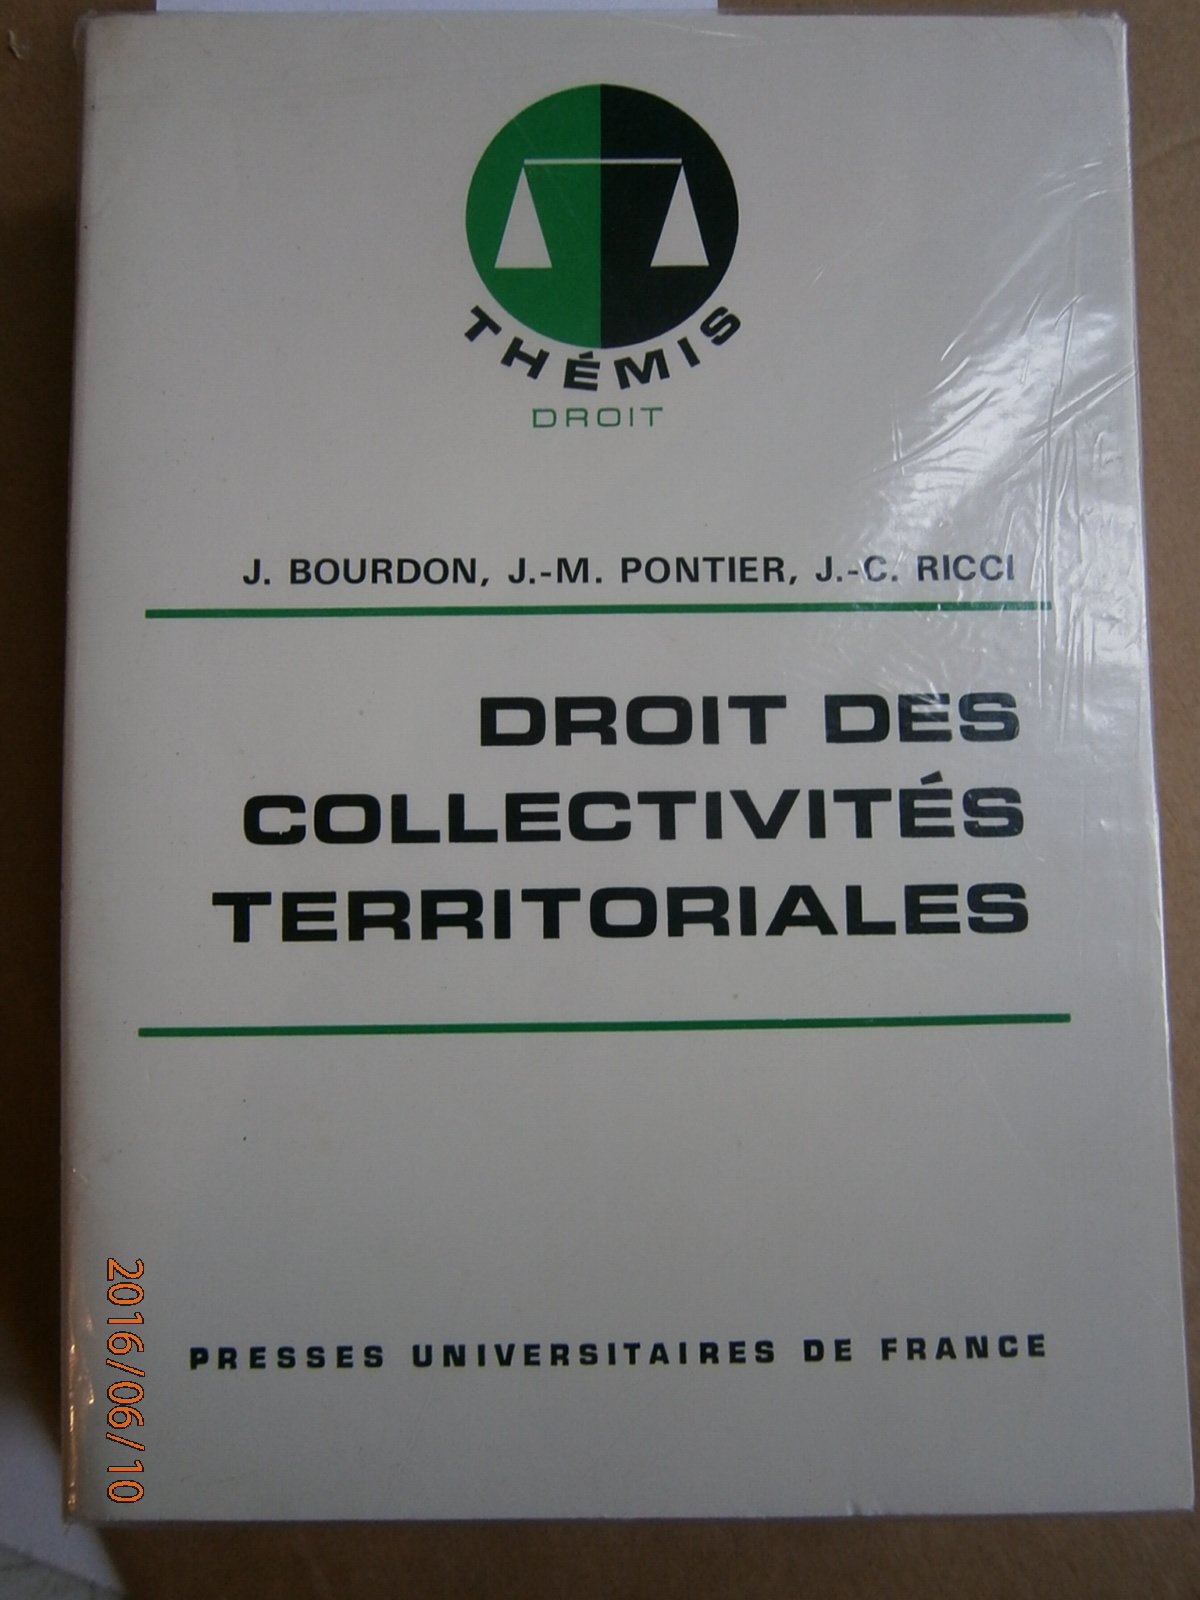 THÉMIS
DROIT
J. BOURDON, J.-M. PONTIER, J.-C. RICCI
DROIT DES
COLLECTIVITÉS
TERRITORIALES
PRESSES UNIVERSITAIRES DE FRANCE
2016/06/10